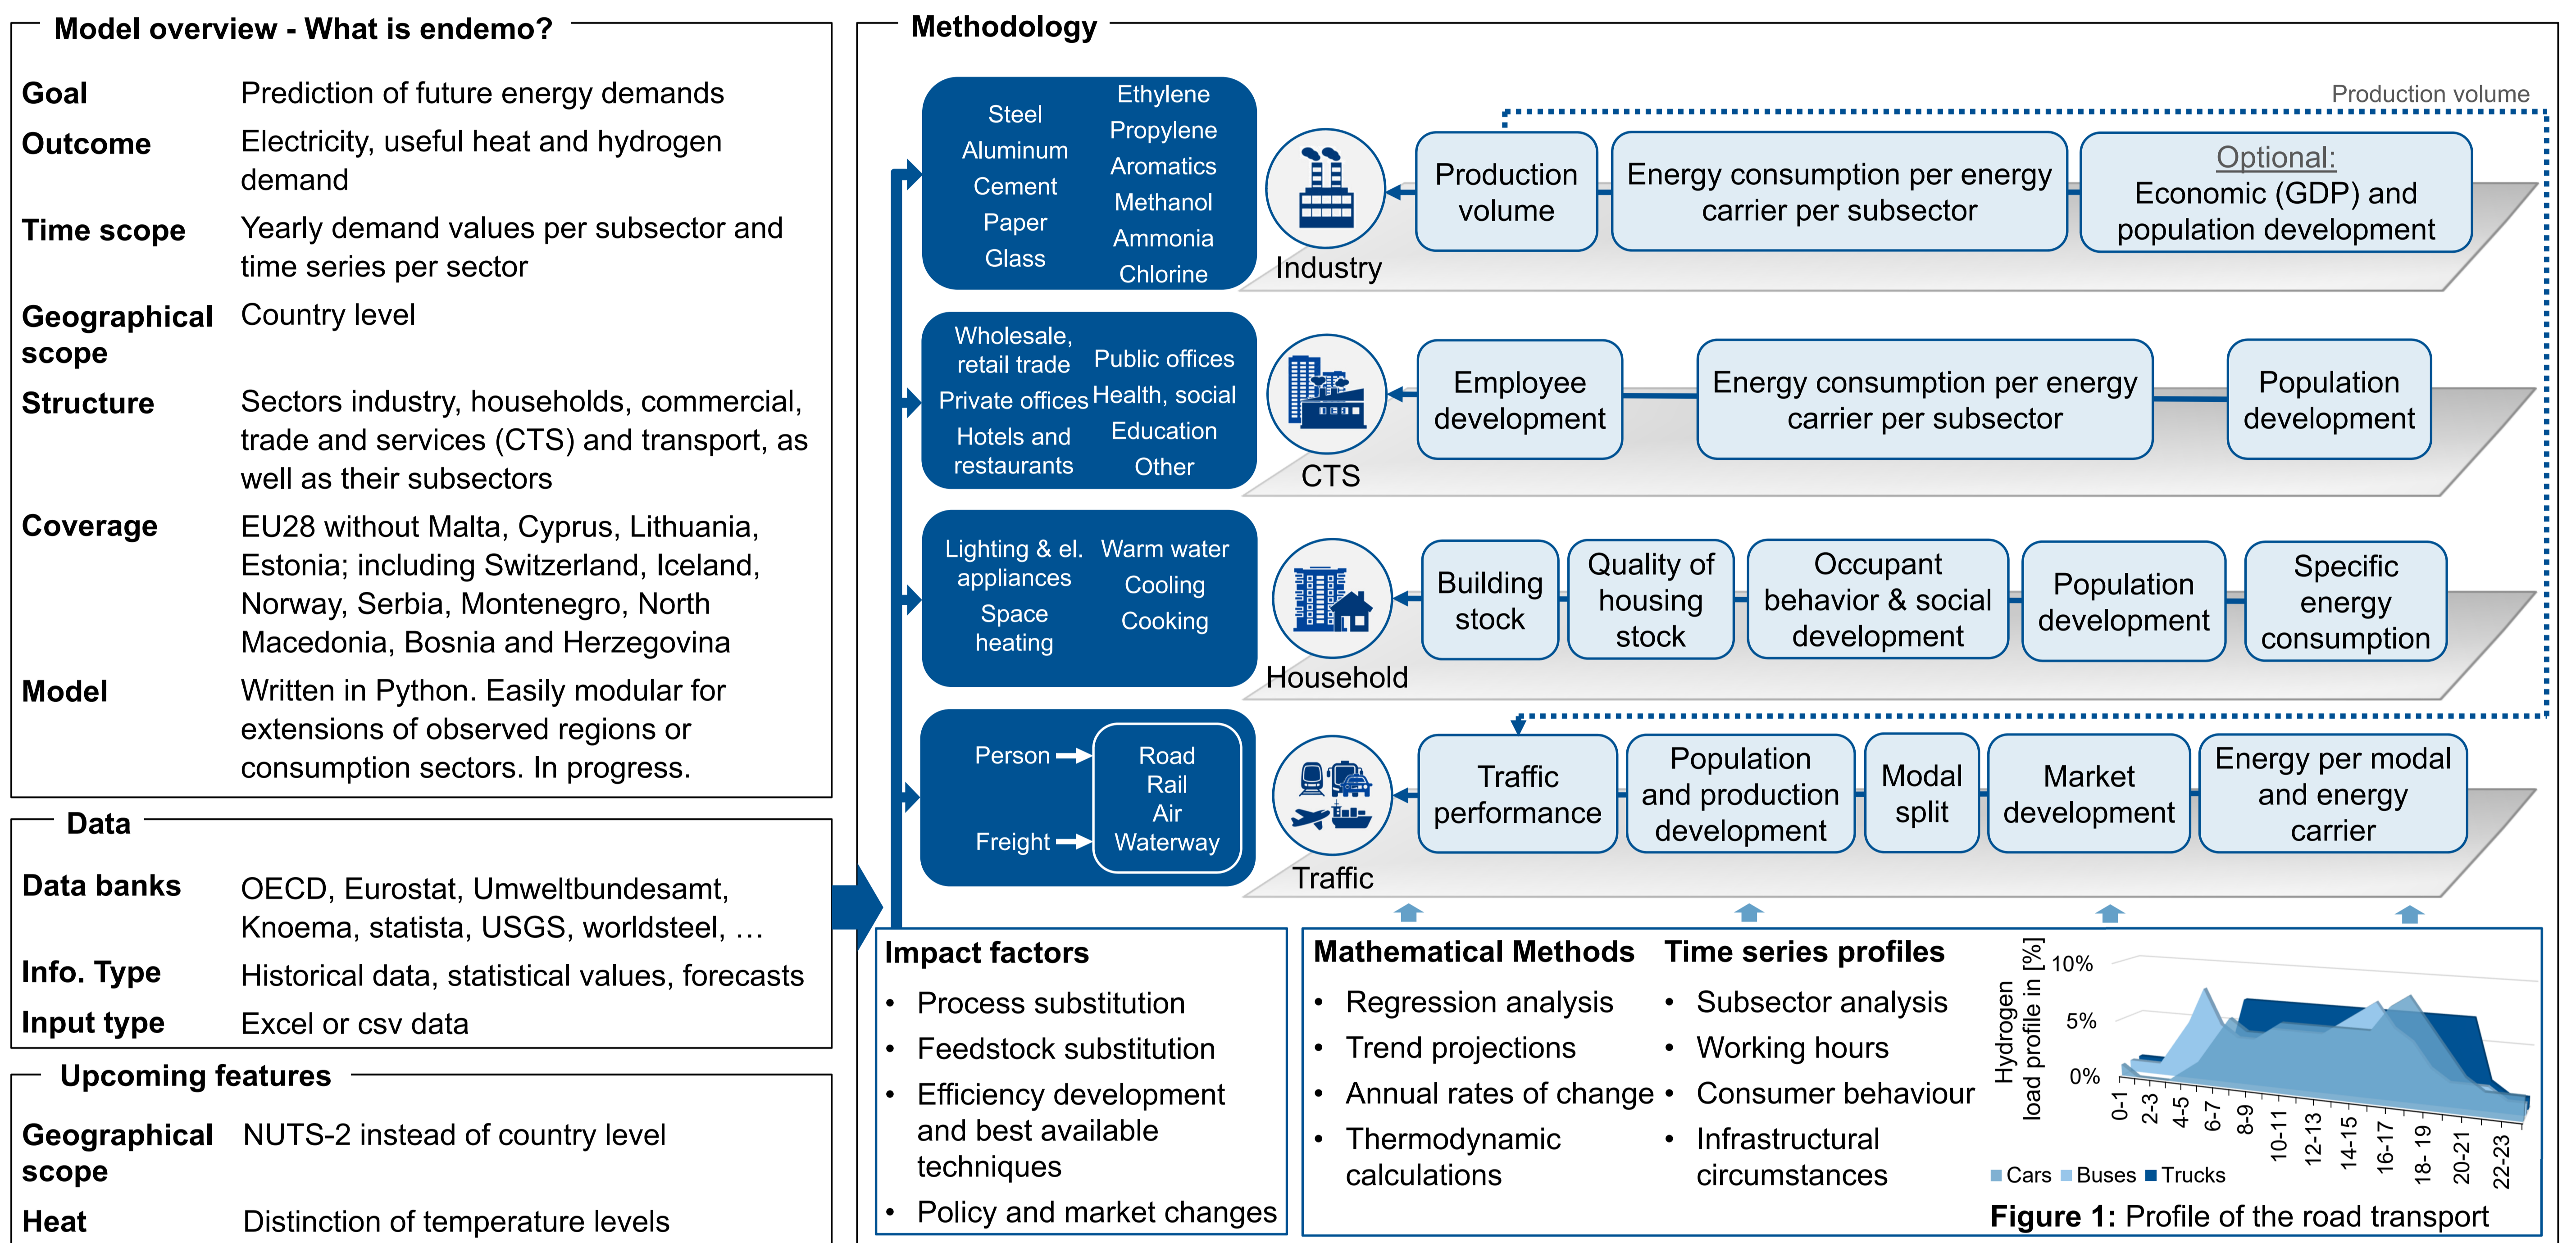 Model overview - What is endemo?
Goal
Prediction of future energy demands
Outcome
Electricity, useful heat and hydrogen
demand
Time scope
Yearly demand values per subsector and
time series per sector
Geographical
scope
Country level
Structure
Sectors industry, households, commercial,
trade and services (CTS) and transport, as
well as their subsectors
Coverage
EU28 without Malta, Cyprus, Lithuania,
Estonia; including Switzerland, Iceland,
Norway, Serbia, Montenegro, North
Macedonia, Bosnia and Herzegovina
Model
Written in Python. Easily modular for
extensions of observed regions or
consumption sectors. In progress.
Data
Data banks
OECD, Eurostat, Umweltbundesamt,
Knoema, statista, USGS, worldsteel, …
Info. Type
Historical data, statistical values, forecasts
Input type
Excel or csv data
Upcoming features
Geographical
scope
NUTS-2 instead of country level
Heat
Distinction of temperature levels
Methodology
Steel
Aluminum
Cement
Paper
Glass
Ethylene
Propylene
Aromatics
Methanol
Ammonia
Chlorine
Industry
Production
volume
Energy consumption per energy
carrier per subsector
Optional:
Economic (GDP) and
population development
Production volume
Wholesale,
retail trade
Private offices
Hotels and
restaurants
Public offices
Health, social
Education
Other
CTS
Employee
development
Energy consumption per energy
carrier per subsector
Population
development
Lighting & el.
appliances
Space
heating
Warm water
Cooling
Cooking
Household
Building
stock
Quality of
housing
stock
Occupant
behavior & social
development
Population
development
Specific
energy
consumption
Person
Freight
Road
Rail
Air
Waterway
Traffic
Traffic
performance
Population
and production
development
Modal
split
Market
development
Energy per modal
and energy
carrier
Impact factors
• Process substitution
• Feedstock substitution
• Efficiency development
and best available
techniques
• Policy and market changes
Mathematical Methods
• Regression analysis
• Trend projections
• Annual rates of change
• Thermodynamic
calculations
Time series profiles
• Subsector analysis
• Working hours
• Consumer behaviour
• Infrastructural
circumstances
Hydrogen
load profile in [%]
10%
5%
0%
0-1
2-3
4-5
6-7
8-9
10-11
12-13
14-15
16-17
18- 19
20-21
22-23
Cars
Buses
Trucks
Figure 1: Profile of the road transport